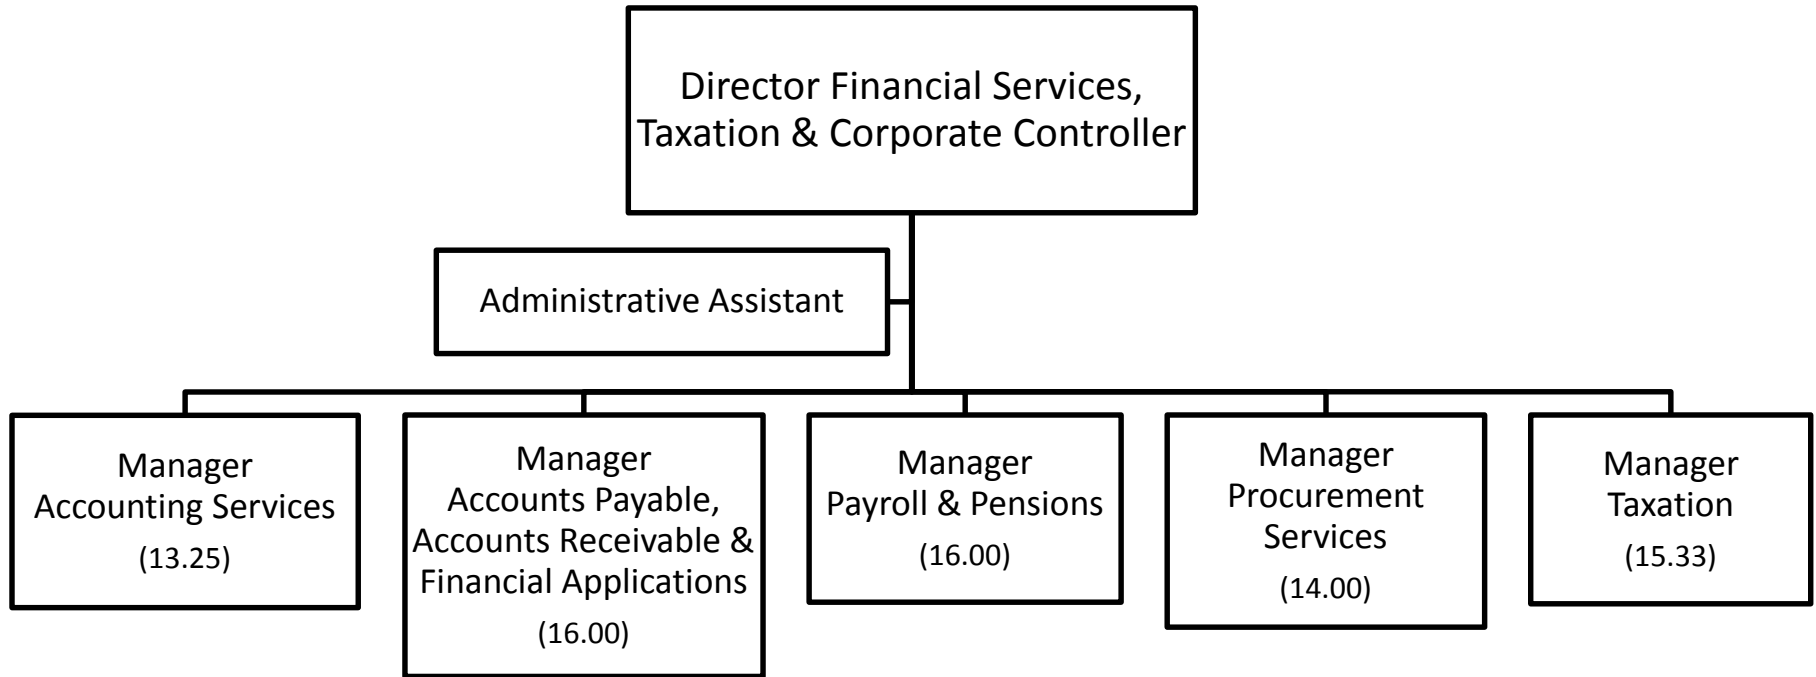 Director Financial Services,
Taxation & Corporate Controller
Administrative Assistant
Manager
Accounting Services
(13.25)
Manager
Accounts Payable,
Accounts Receivable &
Financial Applications
(16.00)
Manager
Payroll & Pensions
(16.00)
Manager
Procurement
Services
(14.00)
Manager
Taxation
(15.33)